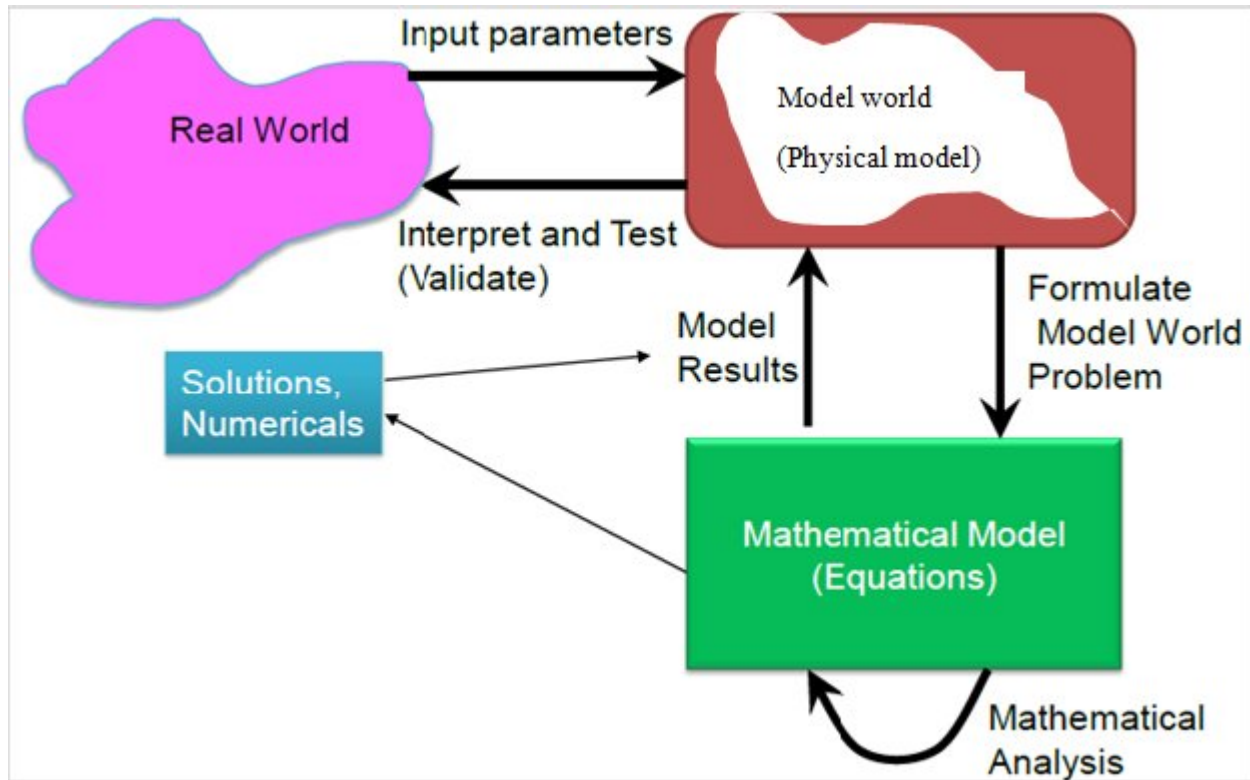 Input parameters
Real World
Model world
(Physical model)
Interpret and Test
(Validate)
Formulate
Model World
Problem
Model
Results
Solutions,
Numericals
Mathematical Model
(Equations)
Mathematical
Analysis